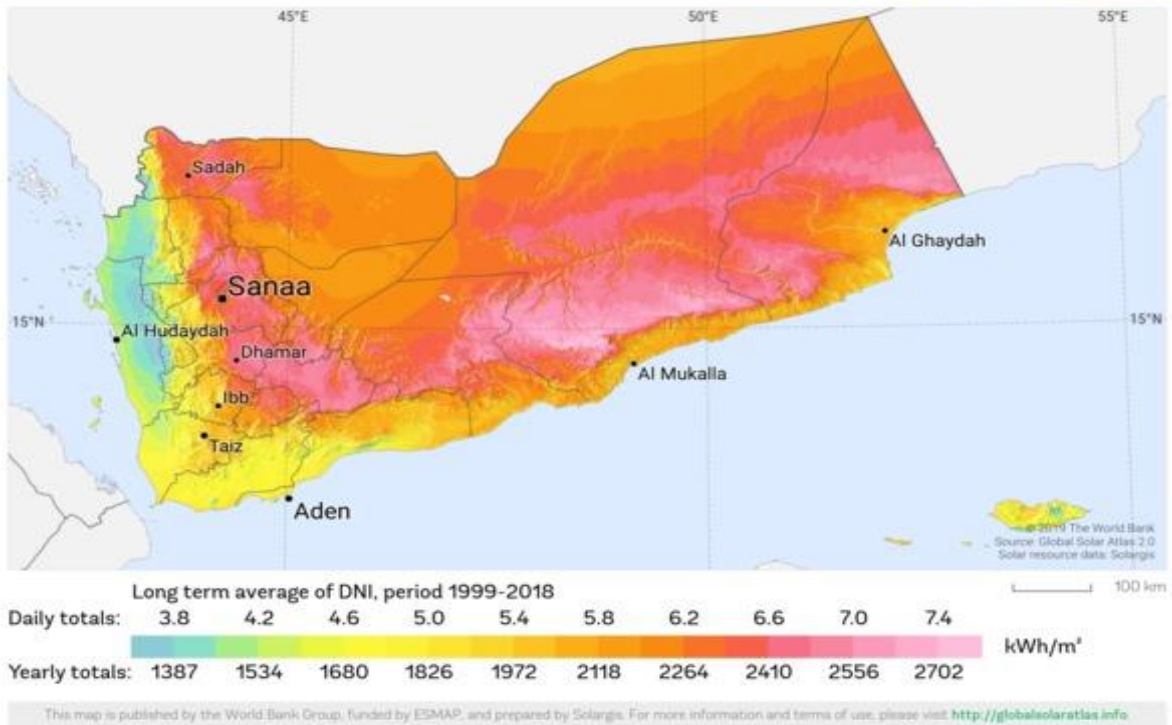 45°E 50°E 55°E
Sadah
Al Ghaydah
Sanaa
15°N 15°N
Al Hudaydah
Dhamar
Al Mukalla
Ibb
Taiz
Aden
© 2019 The World Bank
Source: Global Solar Atlas 2.0
Solar resource data: Solargis
Long term average of DNI, period 1999-2018
100 km
Daily totals: 3.8 4.2 4.6 5.0 5.4 5.8 6.2 6.6 7.0 7.4
kWh/m²
Yearly totals: 1387 1534 1680 1826 1972 2118 2264 2410 2556 2702
This map is published by the World Bank Group, funded by ESMAP, and prepared by Solargis. For more information and terms of use, please visit http://globalsolaratlas.info.